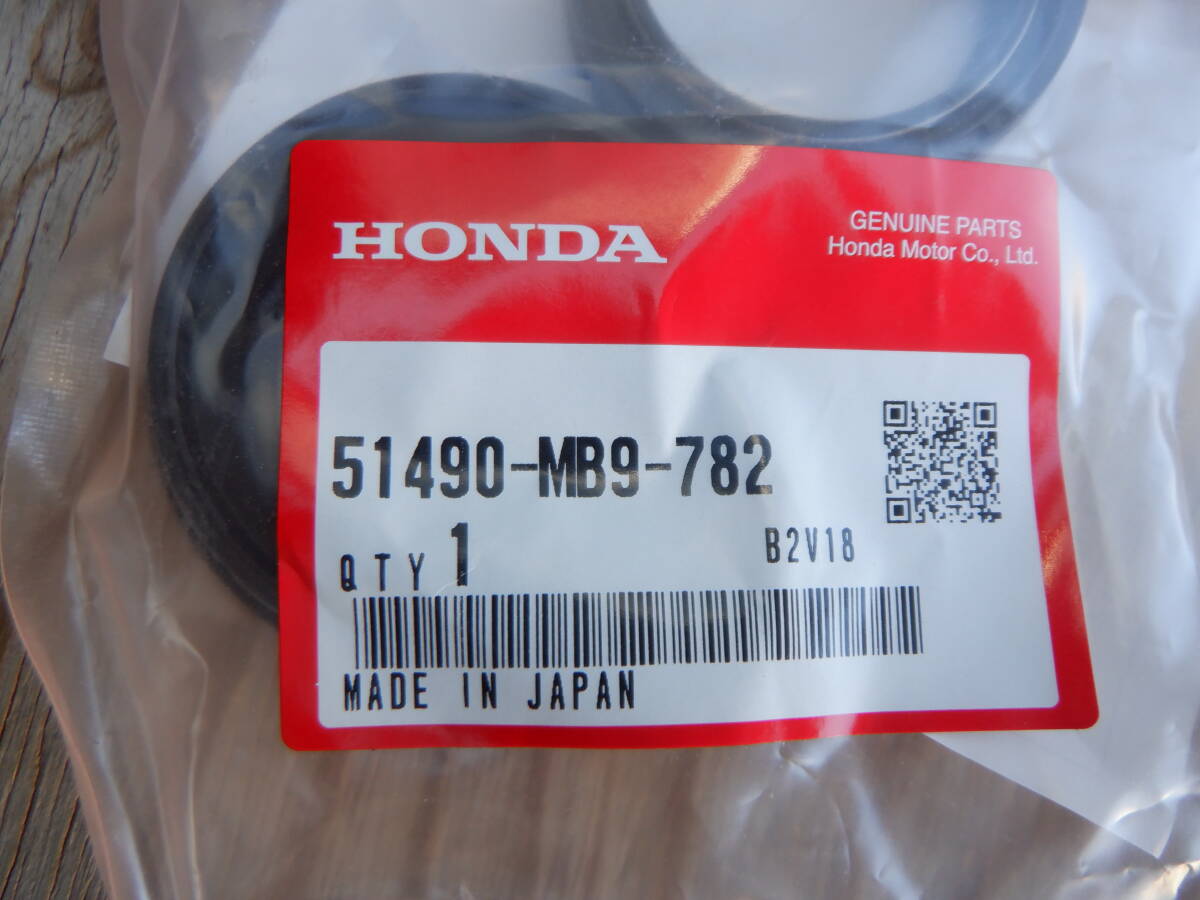 HONDA
GENUINE PARTS
Honda Motor Co., Ltd.
51490-MB9-782
QTY 1
B2V18
MADE IN JAPAN